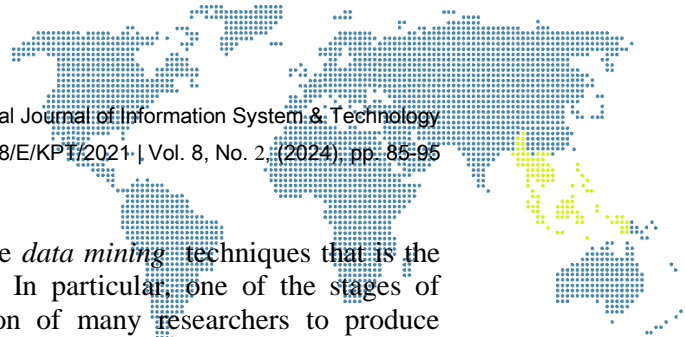 al Journal of Information System & Technology
8/E/KPT/2021 | Vol. 8, No. 2, (2024), pp. 85-95
e data mining techniques that is the
In particular, one of the stages of
on of many researchers to produce